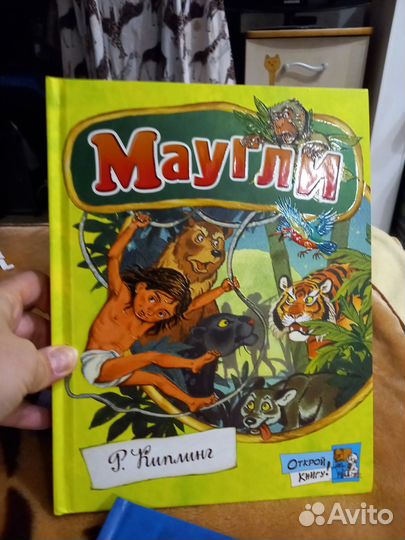 Маугли
Р. Киплинг
Открой
книгу!
Avito